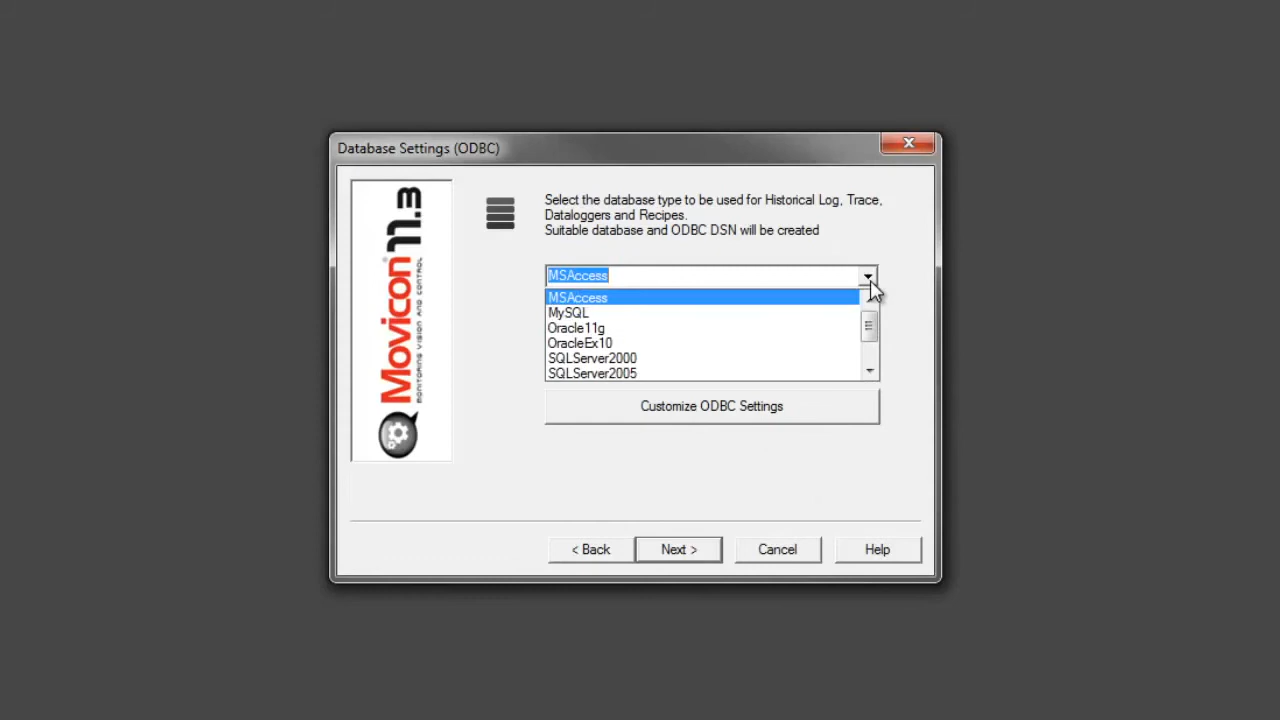 Database Settings (ODBC)
Movicon® 11.3
MONITORING VISION AND CONTROL
Select the database type to be used for Historical Log, Trace,
Dataloggers and Recipes.
Suitable database and ODBC DSN will be created
MSAccess
MSAccess
MySQL
Oracle11g
OracleEx10
SQLServer2000
SQLServer2005
Customize ODBC Settings
< Back
Next >
Cancel
Help